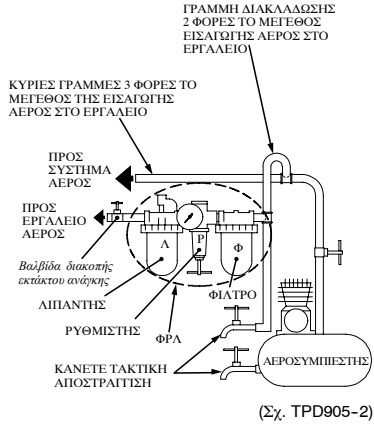 ΓΡΑΜΜΗ ΔΙΑΚΛΑΔΩΣΗΣ
2 ΦΟΡΕΣ ΤΟ ΜΕΓΕΘΟΣ
ΕΙΣΑΓΩΓΗΣ ΑΕΡΟΣ ΣΤΟ
ΕΡΓΑΛΕΙΟ
ΚΥΡΙΕΣ ΓΡΑΜΜΕΣ 3 ΦΟΡΕΣ ΤΟ
ΜΕΓΕΘΟΣ ΤΗΣ ΕΙΣΑΓΩΓΗΣ
ΑΕΡΟΣ ΣΤΟ ΕΡΓΑΛΕΙΟ
ΠΡΟΣ
ΣΥΣΤΗΜΑ
ΑΕΡΟΣ
ΠΡΟΣ
ΕΡΓΑΛΕΙΟ
ΑΕΡΟΣ
Λ
Ρ
Φ
Βαλβίδα διακοπής
εκτάκτου ανάγκης
ΛΙΠΑΝΤΗΣ
ΦΙΛΤΡΟ
ΡΥΘΜΙΣΤΗΣ
ΦΡΛ
ΚΑΝΕΤΕ ΤΑΚΤΙΚΗ
ΑΠΟΣΤΡΑΓΓΙΣΗ
ΑΕΡΟΣΥΜΠΙΕΣΤΗΣ
(Σχ. TPD905-2)